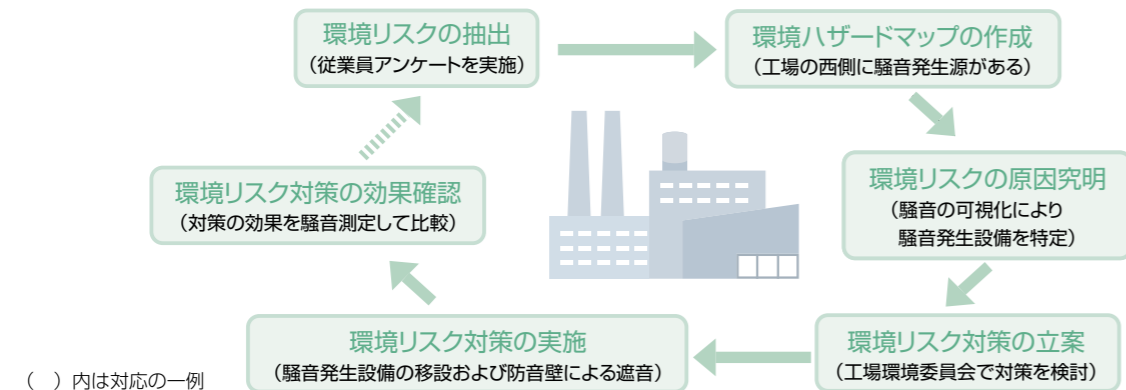 環境リスクの抽出
(従業員アンケートを実施)
環境ハザードマップの作成
(工場の西側に騒音発生源がある)
環境リスクの原因究明
(騒音の可視化により
騒音発生設備を特定)
環境リスク対策の立案
(工場環境委員会で対策を検討)
環境リスク対策の実施
(騒音発生設備の移設および防音壁による遮音)
環境リスク対策の効果確認
(対策の効果を騒音測定して比較)
( )内は対応の一例